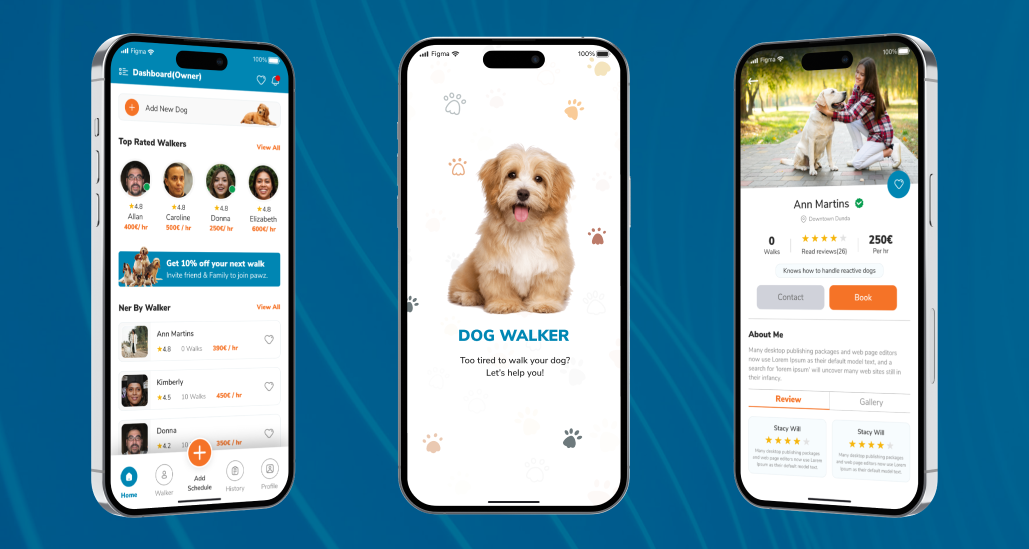 Figma
100%
Dashboard(Owner)
Add New Dog
Top Rated Walkers
View All
4.8
4.8
4.8
4.8
Allan
Caroline
Donna
Elizabeth
400€/ hr
500€ / hr
250€/ hr
600€/ hr
Get 10% off your next walk
Invite friend & Family to join pawz.
Ner By Walker
View All
Ann Martins
4.8 0 Walks 390€ / hr
Kimberly
4.5 10 Walks 450€ / hr
Donna
4.2 10 350€ / hr
Home
Walker
Add
Schedule
History
Profile
Figma
100%
DOG WALKER
Too tired to walk your dog?
Let's help you!
Figma
100%
Ann Martins
Downtown Dunda
0
Walks
Read reviews(26)
250€
Per hr
Knows how to handle reactive dogs
Contact
Book
About Me
Many desktop publishing packages and web page editors
now use Lorem Ipsum as their default model text, and a
search for 'lorem ipsum' will uncover many web sites still in
their infancy.
Review
Gallery
Stacy Will
Many desktop publishing packages
and web page editors now use Lorem
Ipsum as their default model text.
Stacy Will
Many desktop publishing packages
and web page editors now use Lorem
Ipsum as their default model text.